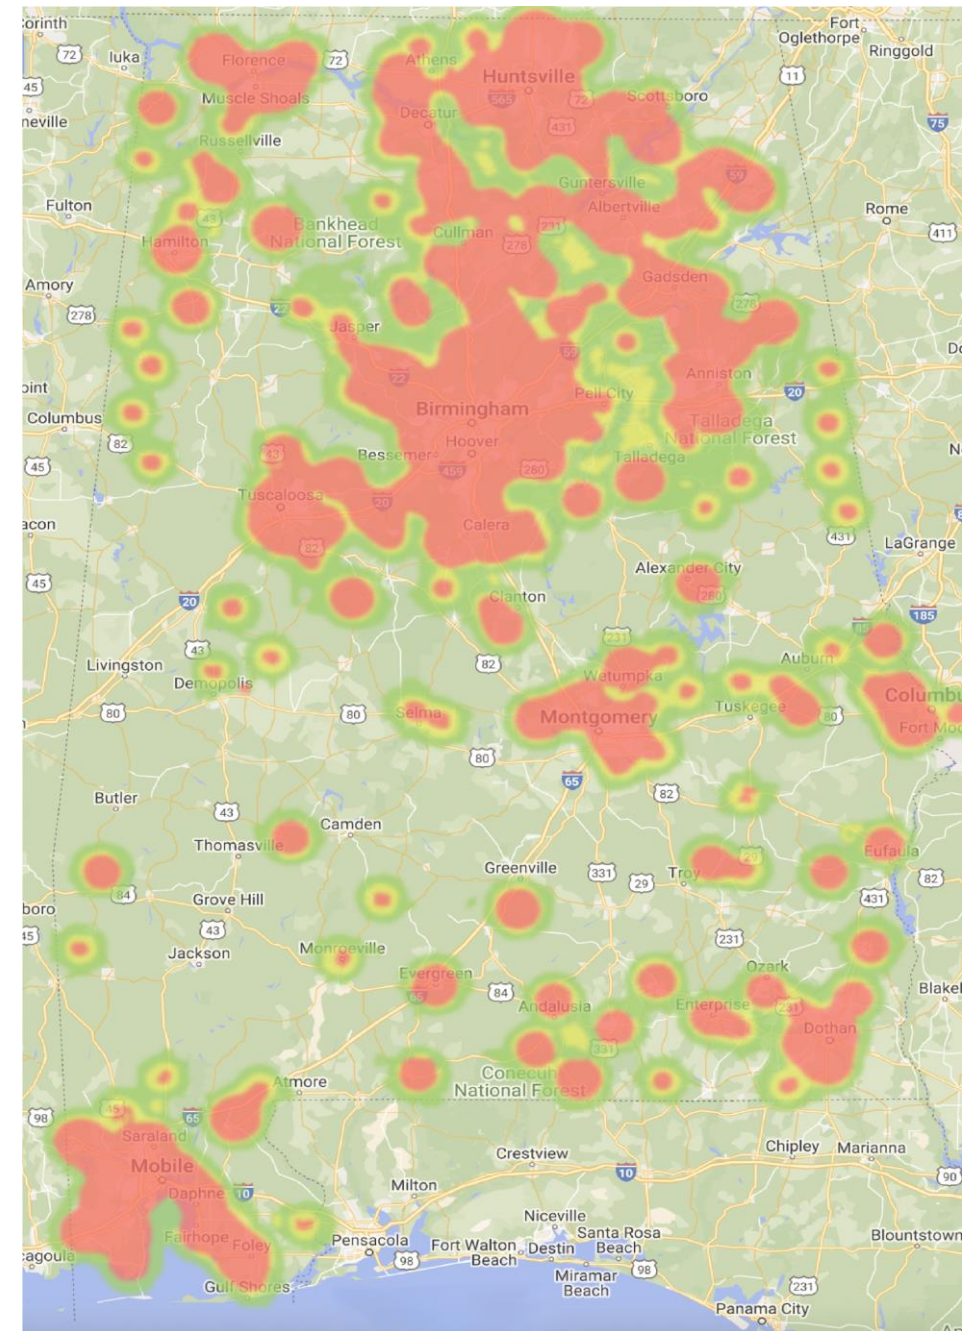 orinth
Fort
Oglethorpe
Ringgold
72
Iuka
Florence
72
Athens
Huntsville
11
45
Muscle Shoals
565
72
Scottsboro
Decatur
neville
431
75
Russellville
59
Guntersville
Fulton
43
Albertville
Rome
Bankhead
National Forest
231
411
Hamilton
Cullman
278
Amory
Gadsden
278
22
278
Jasper
59
oint
22
Anniston
20
Pell City
Columbus
Birmingham
Talladega
National Forest
82
43
Bessemer
Hoover
45
459
280
Talladega
Tuscaloosa
20
acon
82
Calera
431
LaGrange
45
Alexander City
20
Clanton
280
185
43
231
85
Livingston
82
Auburn
Demopolis
Wetumpka
80
80
Selma
Montgomery
Tuskegee
80
Columbu
Fort Moo
80
65
82
Butler
43
Camden
Thomasville
29
Eufaula
Greenville
331
29
Troy
82
84
Grove Hill
431
boro
43
45
Jackson
Monroeville
231
Evergreen
65
84
Ozark
Andalusia
Enterprise
231
Blakel
Dothan
331
Conecuh
National Forest
Atmore
98
45
65
Saraland
Crestview
Chipley
Marianna
Mobile
10
90
Daphne
10
Milton
Fairhope
Foley
Pensacola
Niceville
Santa Rosa
Beach
Blountstown
cagoula
98
Fort Walton
Beach
Destin
98
Gulf Shores
Miramar
Beach
231
Panama City